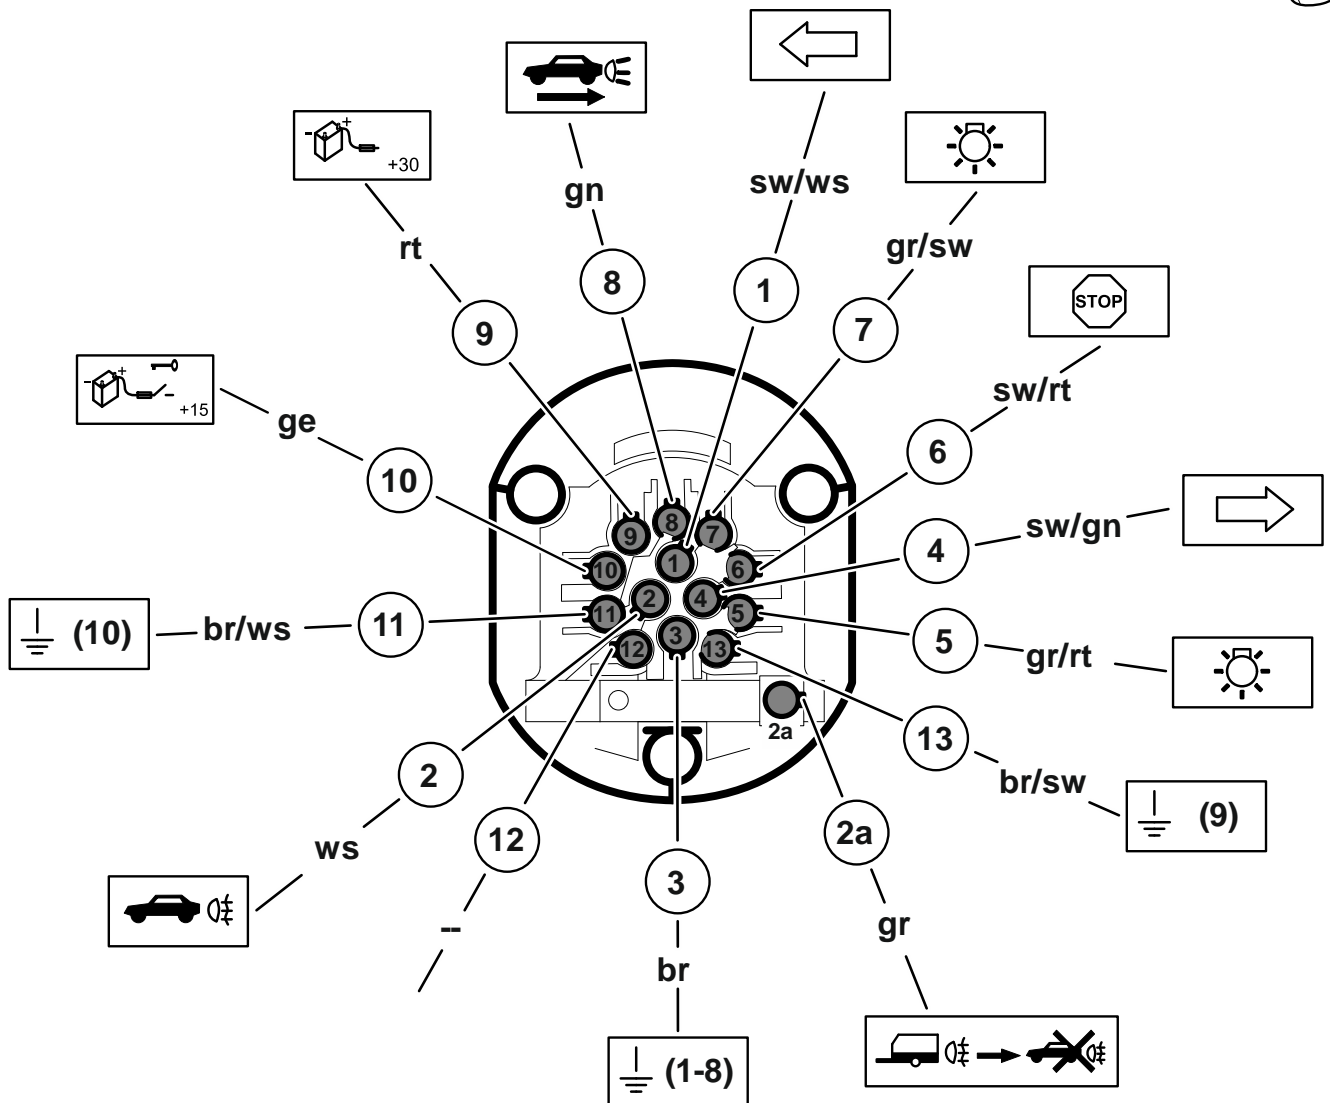 sw/ws
gn
- +
+30
rt
8
1
gr/sw
7
9
STOP
sw/rt
6
- +
+15
ge
10
4
sw/gn
8
9
7
1
10
6
2
4
11
5
3
12
13
2a
(10)
br/ws
11
5
gr/rt
13
br/sw
(9)
2
ws
12
--
3
br
(1-8)
2a
gr